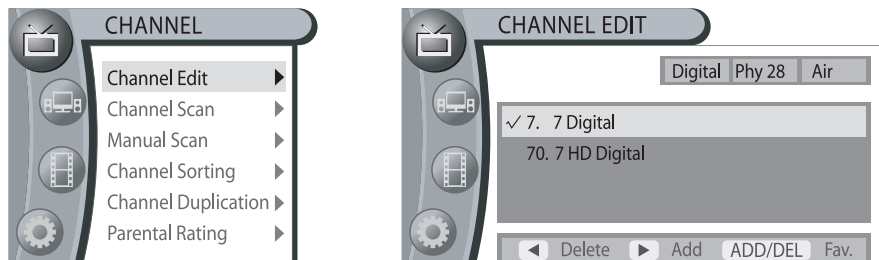 CHANNEL
Channel Edit
Channel Scan
Manual Scan
Channel Sorting
Channel Duplication
Parental Rating
CHANNEL EDIT
Digital Phy 28 Air
✓ 7. 7 Digital
70. 7 HD Digital
◀ Delete ▶ Add ADD/DEL Fav.